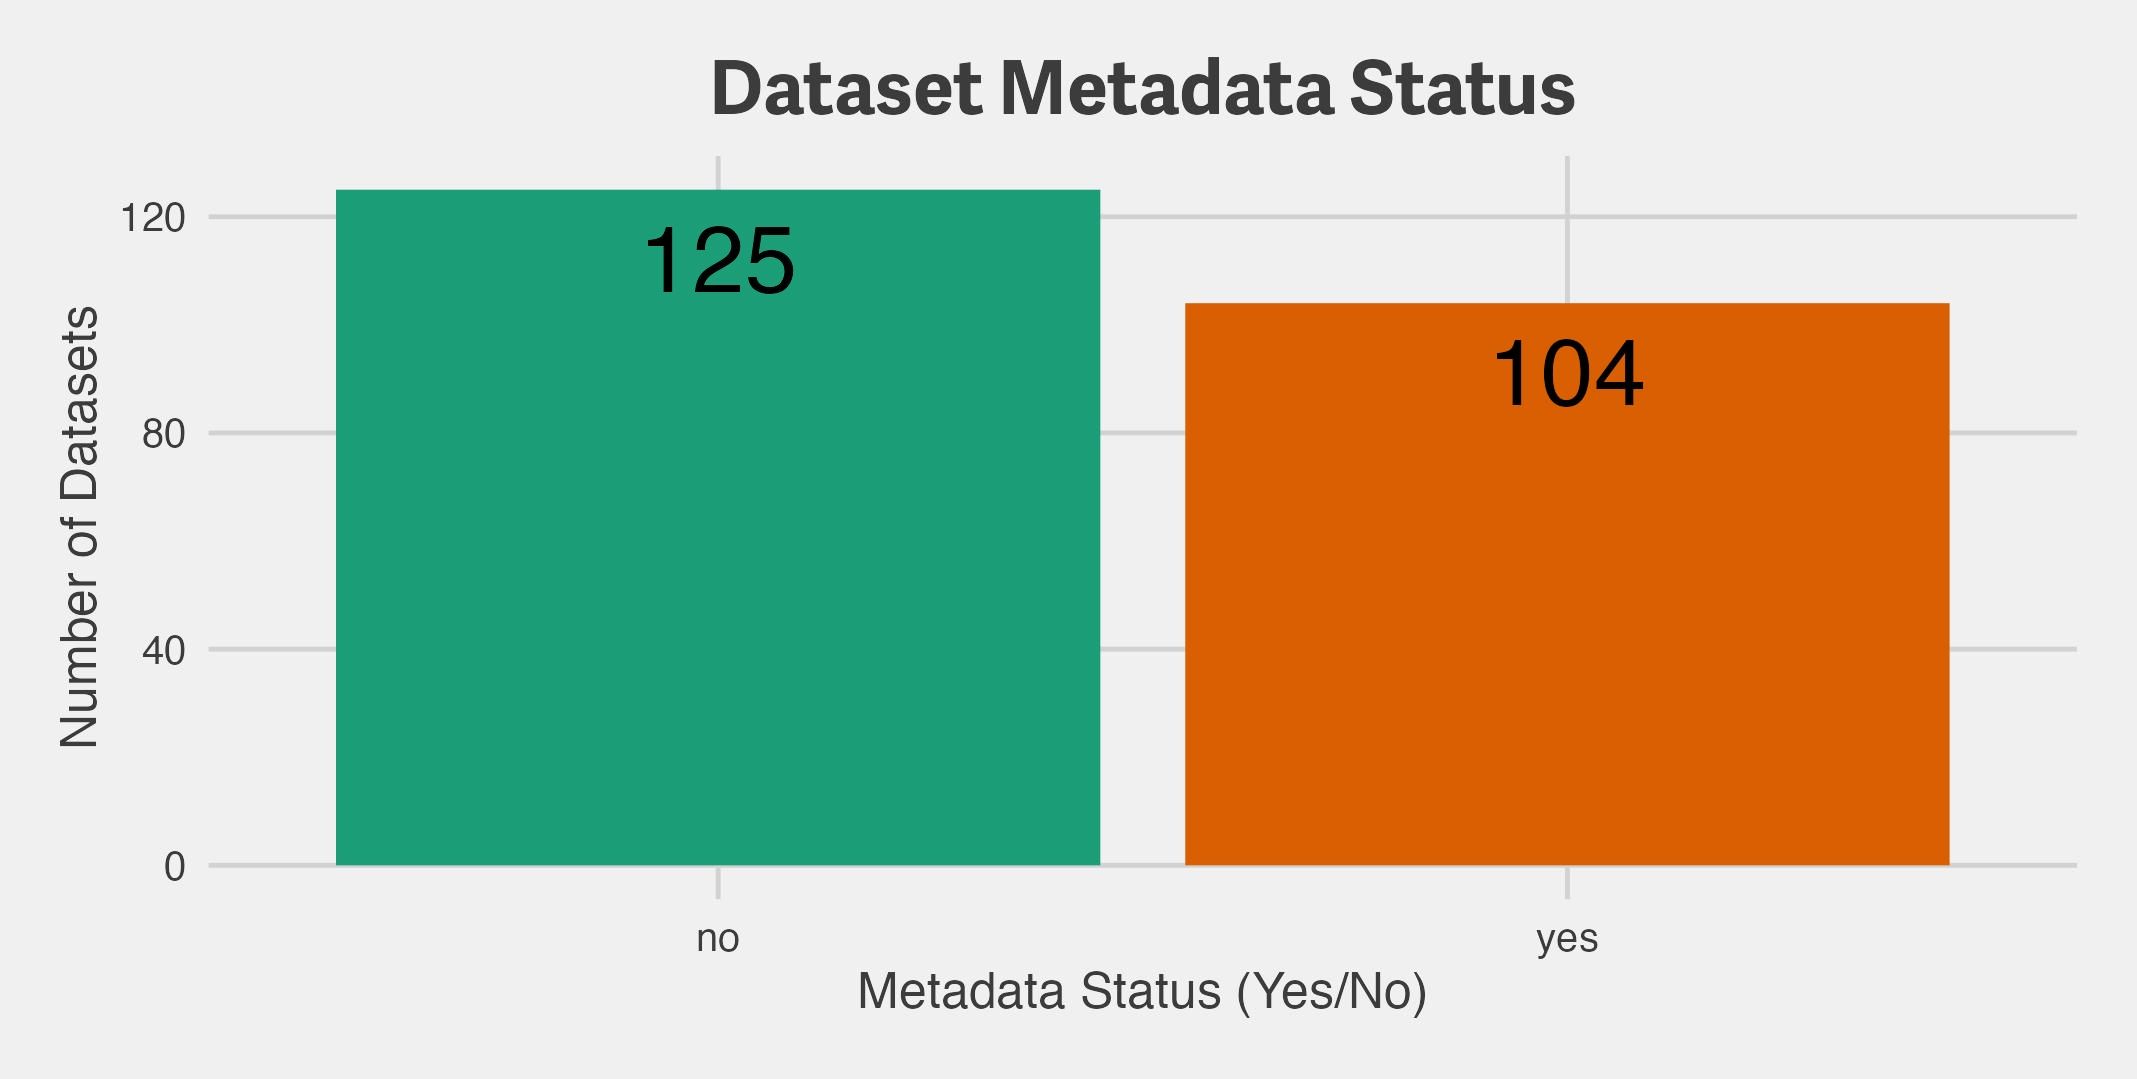 Dataset Metadata Status
120
80
40
0
Number of Datasets
125
104
no
yes
Metadata Status (Yes/No)